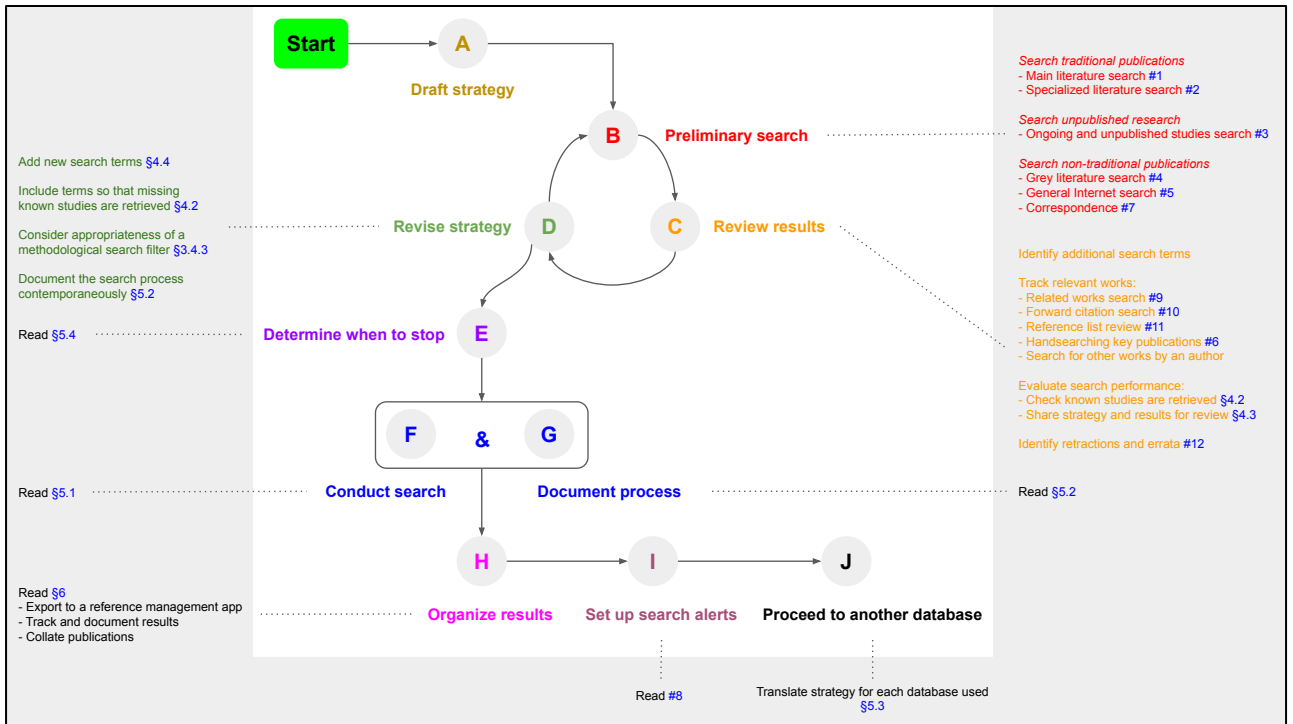 Start
A
Draft strategy
B
Preliminary search
D
Revise strategy
C
Review results
E
Determine when to stop
F
&
G
Conduct search
Document process
H
I
J
Organize results
Set up search alerts
Proceed to another database
Add new search terms §4.4
Include terms so that missing
known studies are retrieved §4.2
Consider appropriateness of a
methodological search filter §3.4.3
Document the search process
contemporaneously §5.2
Read §5.4
Read §5.1
Read §6
- Export to a reference management app
- Track and document results
- Collate publications
Search traditional publications
- Main literature search #1
- Specialized literature search #2
Search unpublished research
- Ongoing and unpublished studies search #3
Search non-traditional publications
- Grey literature search #4
- General Internet search #5
- Correspondence #7
Identify additional search terms
Track relevant works:
- Related works search #9
- Forward citation search #10
- Reference list review #11
- Handsearching key publications #6
- Search for other works by an author
Evaluate search performance:
- Check known studies are retrieved §4.2
- Share strategy and results for review §4.3
Identify retractions and errata #12
Read §5.2
Read #8
Translate strategy for each database used
§5.3